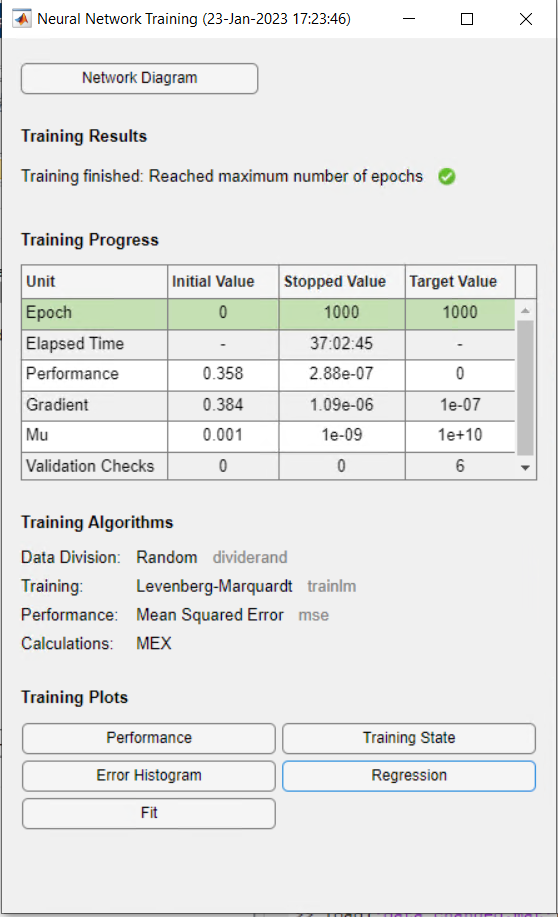 Neural Network Training (23-Jan-2023 17:23:46)
Network Diagram
Training Results
Training finished: Reached maximum number of epochs
Training Progress
Unit Initial Value Stopped Value Target Value
Epoch 0 1000 1000
Elapsed Time - 37:02:45 -
Performance 0.358 2.88e-07 0
Gradient 0.384 1.09e-06 1e-07
Mu 0.001 1e-09 1e+10
Validation Checks 0 0 6
Training Algorithms
Data Division: Random dividerand
Training: Levenberg-Marquardt trainlm
Performance: Mean Squared Error mse
Calculations: MEX
Training Plots
Performance Training State
Error Histogram Regression
Fit